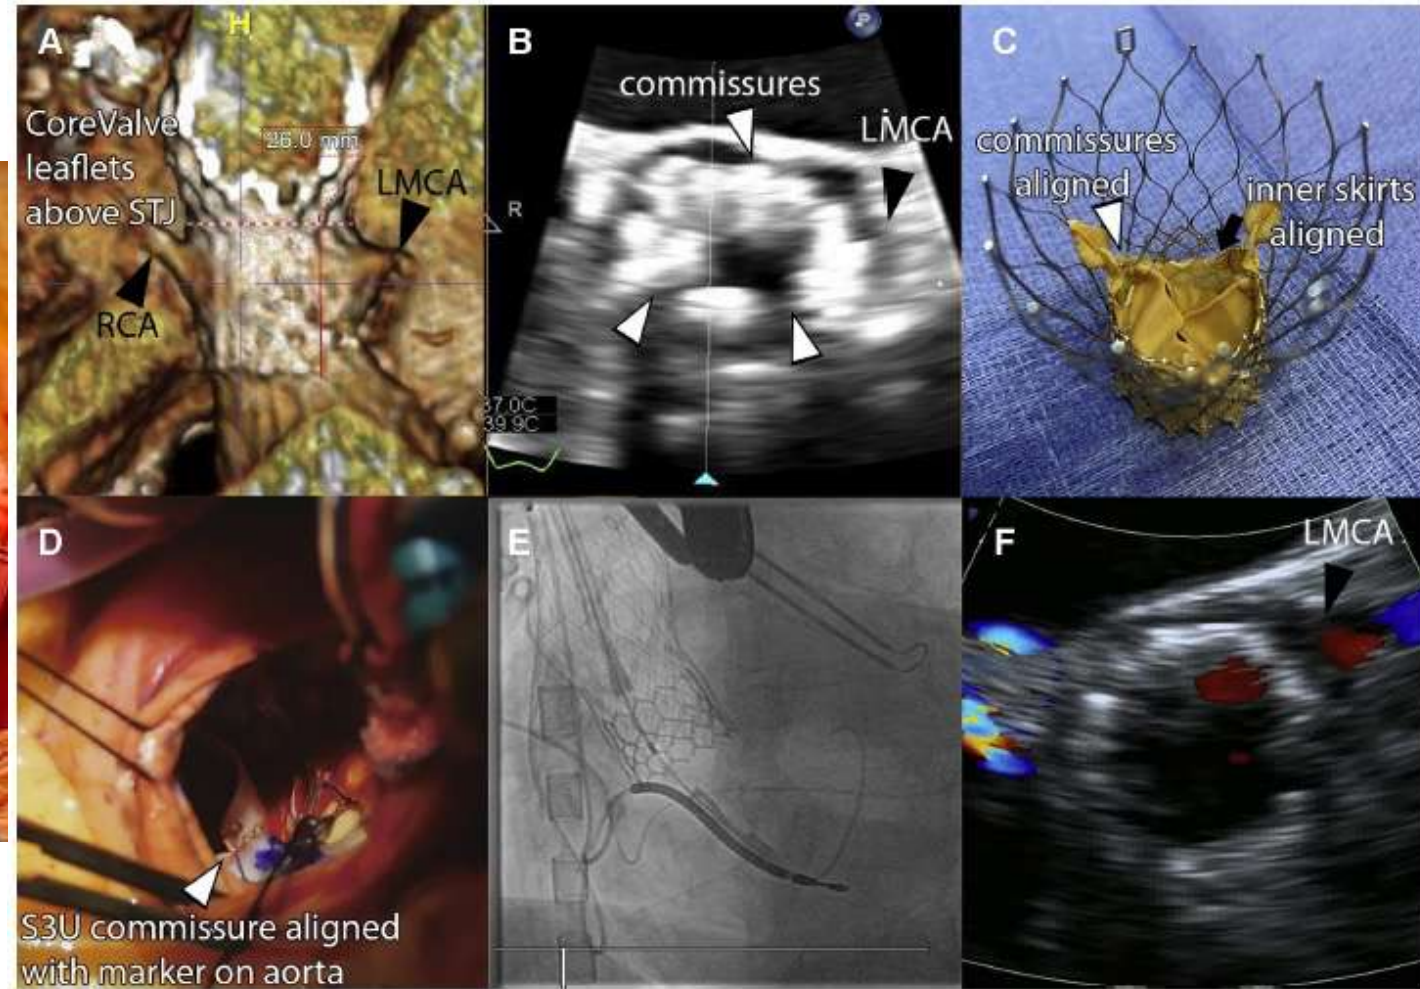 A
H
CoreValve
leaflets
above STJ
26.0 mm
LMCA
RCA
B
commissures
LMCA
R
P
37.0C
39.9C
C
commissures
aligned
inner skirts
aligned
D
S3U commissure aligned
with marker on aorta
E
F
LMCA